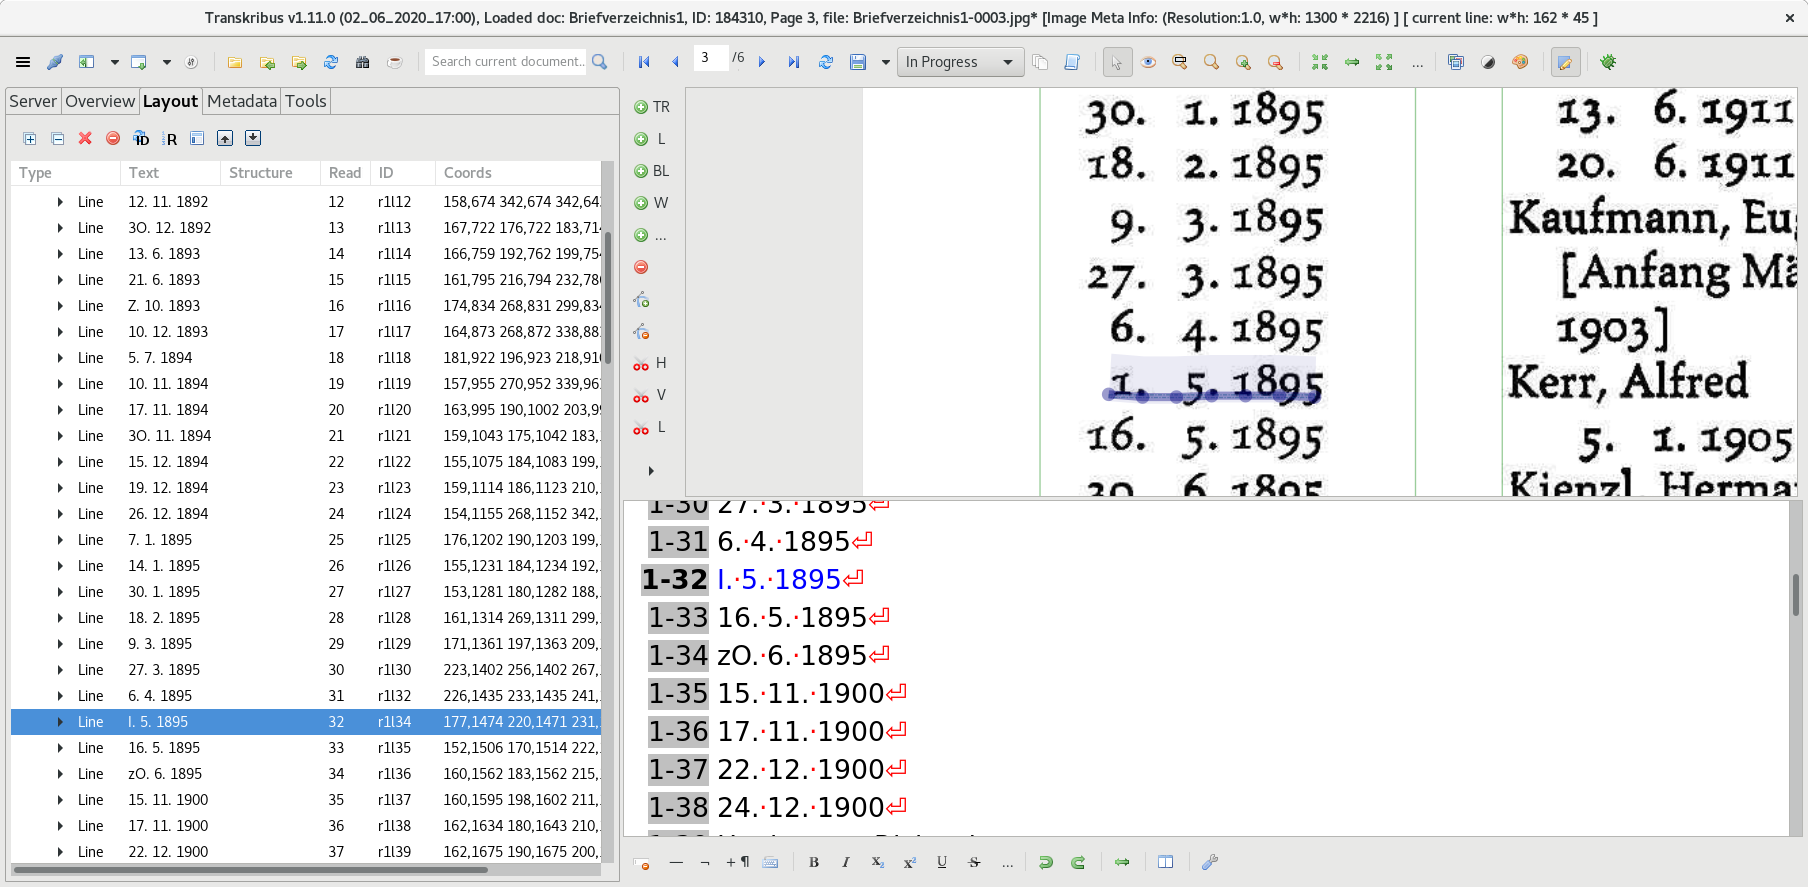 Transkribus v1.11.0 (02_06_2020_17:00), Loaded doc: Briefverzeichnis1, ID: 184310, Page 3, file: Briefverzeichnis1-0003.jpg* [Image Meta Info: (Resolution:1.0, w*h: 1300 * 2216) ] [ current line: w*h: 162 * 45 ]
Search current document... 3 /6 In Progress ...
Server Overview Layout Metadata Tools
ID R
Type Text Structure Read ID Coords
Line 12. 11. 1892 12 r1l12 158,674 342,674 342,64
Line 3O. 12. 1892 13 r1l13 167,722 176,722 183,714
Line 13. 6. 1893 14 r1l14 166,759 192,762 199,754
Line 21. 6. 1893 15 r1l15 161,795 216,794 232,78
Line Z. 10. 1893 16 r1l16 174,834 268,831 299,834
Line 10. 12. 1893 17 r1l17 164,873 268,872 338,88
Line 5. 7. 1894 18 r1l18 181,922 196,923 218,91
Line 10. 11. 1894 19 r1l19 157,955 270,952 339,96
Line 17. 11. 1894 20 r1l20 163,995 190,1002 203,9
Line 3O. 11. 1894 21 r1l21 159,1043 175,1042 183,
Line 15. 12. 1894 22 r1l22 155,1075 184,1083 199,
Line 19. 12. 1894 23 r1l23 159,1114 186,1123 210,
Line 26. 12. 1894 24 r1l24 154,1155 268,1152 342,
Line 7. 1. 1895 25 r1l25 176,1202 190,1203 199,
Line 14. 1. 1895 26 r1l26 155,1231 184,1234 192,
Line 30. 1. 1895 27 r1l27 153,1281 180,1282 188,
Line 18. 2. 1895 28 r1l28 161,1314 269,1311 299,
Line 9. 3. 1895 29 r1l29 171,1361 197,1363 209,
Line 27. 3. 1895 30 r1l30 223,1402 256,1402 267,
Line 6. 4. 1895 31 r1l32 226,1435 233,1435 241,
Line I. 5. 1895 32 r1l34 177,1474 220,1471 231,
Line 16. 5. 1895 33 r1l35 152,1506 170,1514 222,
Line zO. 6. 1895 34 r1l36 160,1562 183,1562 215,
Line 15. 11. 1900 35 r1l37 160,1595 198,1602 211,
Line 17. 11. 1900 36 r1l38 162,1634 180,1643 210,
Line 22. 12. 1900 37 r1l39 162,1675 190,1675 200,
TR
L
BL
W
...
H
V
L
30. 1. 1895
18. 2. 1895
9. 3. 1895
27. 3. 1895
6. 4. 1895
1. 5. 1895
16. 5. 1895
30 6 1895
13. 6. 1911
20. 6. 1911
Kaufmann, Eug
[Anfang Mä
1903]
Kerr, Alfred
5. 1. 1905
Kienzl, Herma
1-30 27.·3.·1895
1-31 6.·4.·1895
1-32 I.·5.·1895
1-33 16.·5.·1895
1-34 zO.·6.·1895
1-35 15.·11.·1900
1-36 17.·11.·1900
1-37 22.·12.·1900
1-38 24.·12.·1900
— ¬ + ¶ B I X₂ x² U S ...